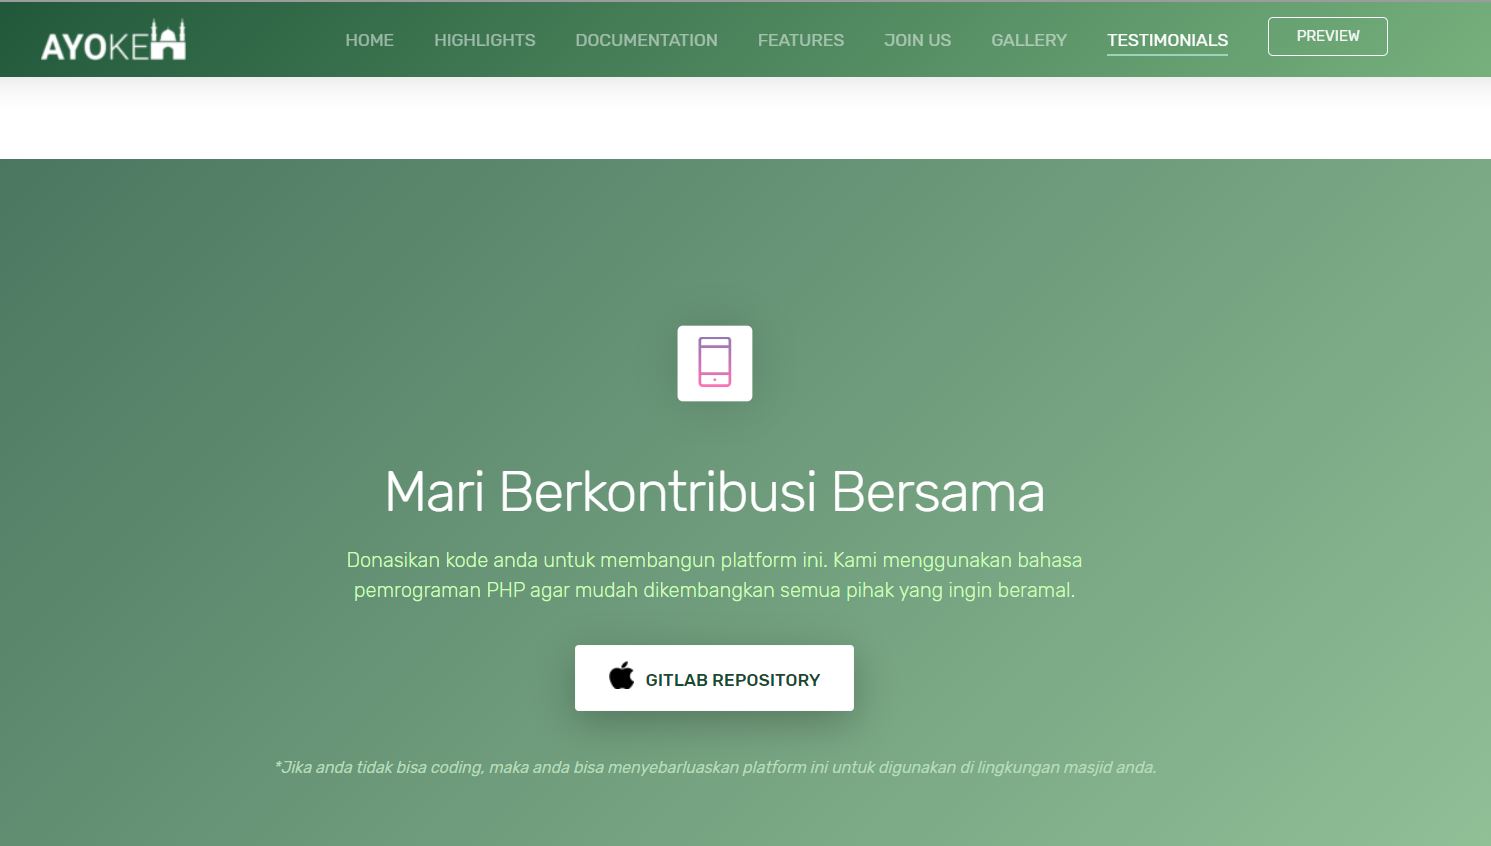 AYOKE
HOME HIGHLIGHTS DOCUMENTATION FEATURES JOIN US GALLERY TESTIMONIALS PREVIEW
Mari Berkontribusi Bersama
Donasikan kode anda untuk membangun platform ini. Kami menggunakan bahasa
pemrograman PHP agar mudah dikembangkan semua pihak yang ingin beramal.
GITLAB REPOSITORY
*Jika anda tidak bisa coding, maka anda bisa menyebarluaskan platform ini untuk digunakan di lingkungan masjid anda.